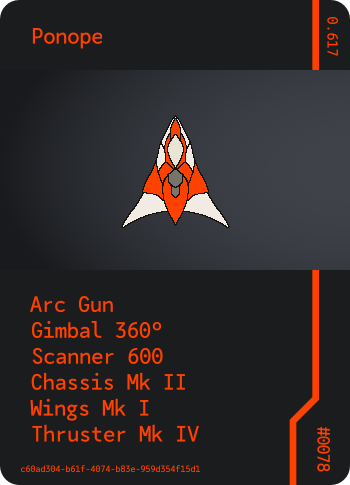 Ponope
0.617
Arc Gun
Gimbal 360°
Scanner 600
Chassis Mk II
Wings Mk I
Thruster Mk IV
#0078
c60ad304-b61f-4074-b83e-959d354f15d1